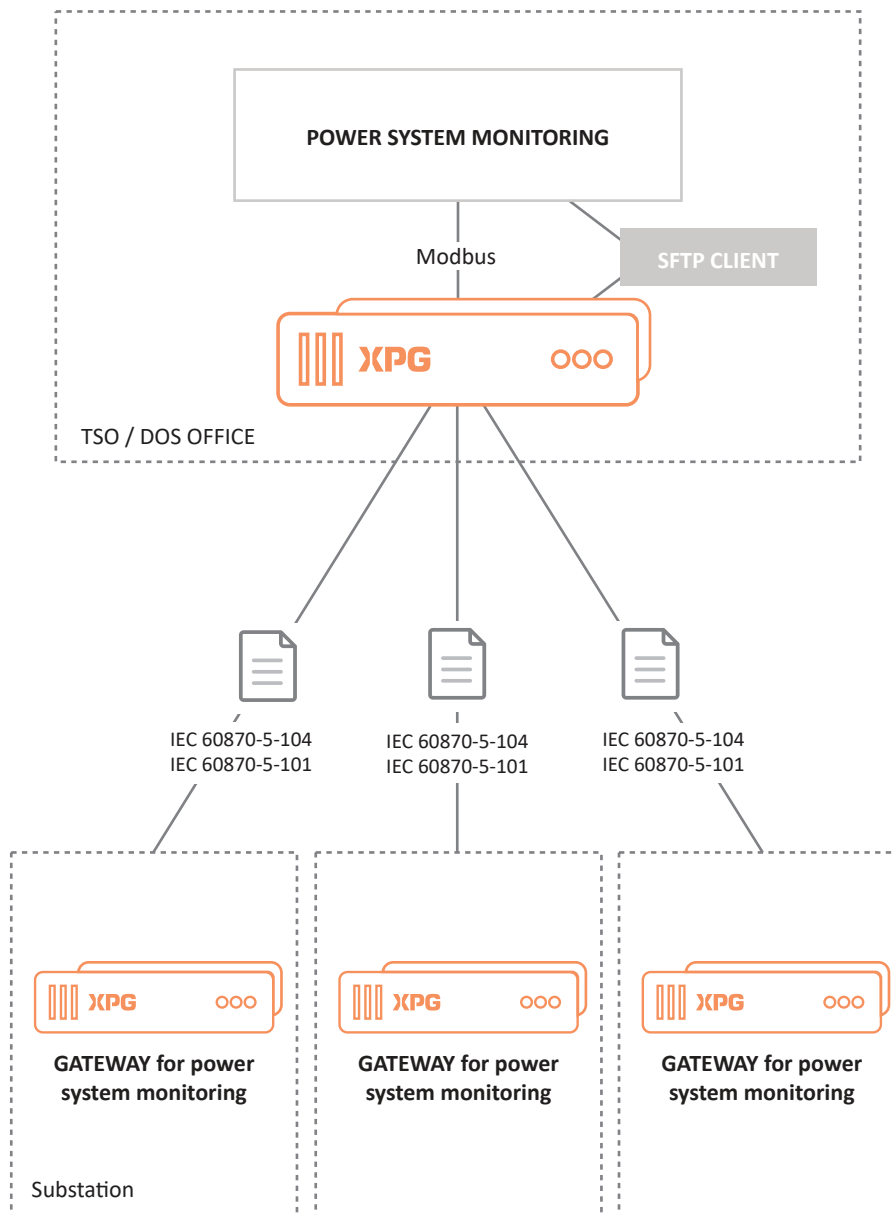 POWER SYSTEM MONITORING
Modbus
SFTP CLIENT
XPG
TSO / DOS OFFICE
IEC 60870-5-104
IEC 60870-5-101
IEC 60870-5-104
IEC 60870-5-101
IEC 60870-5-104
IEC 60870-5-101
XPG
GATEWAY for power
system monitoring
XPG
GATEWAY for power
system monitoring
XPG
GATEWAY for power
system monitoring
Substation